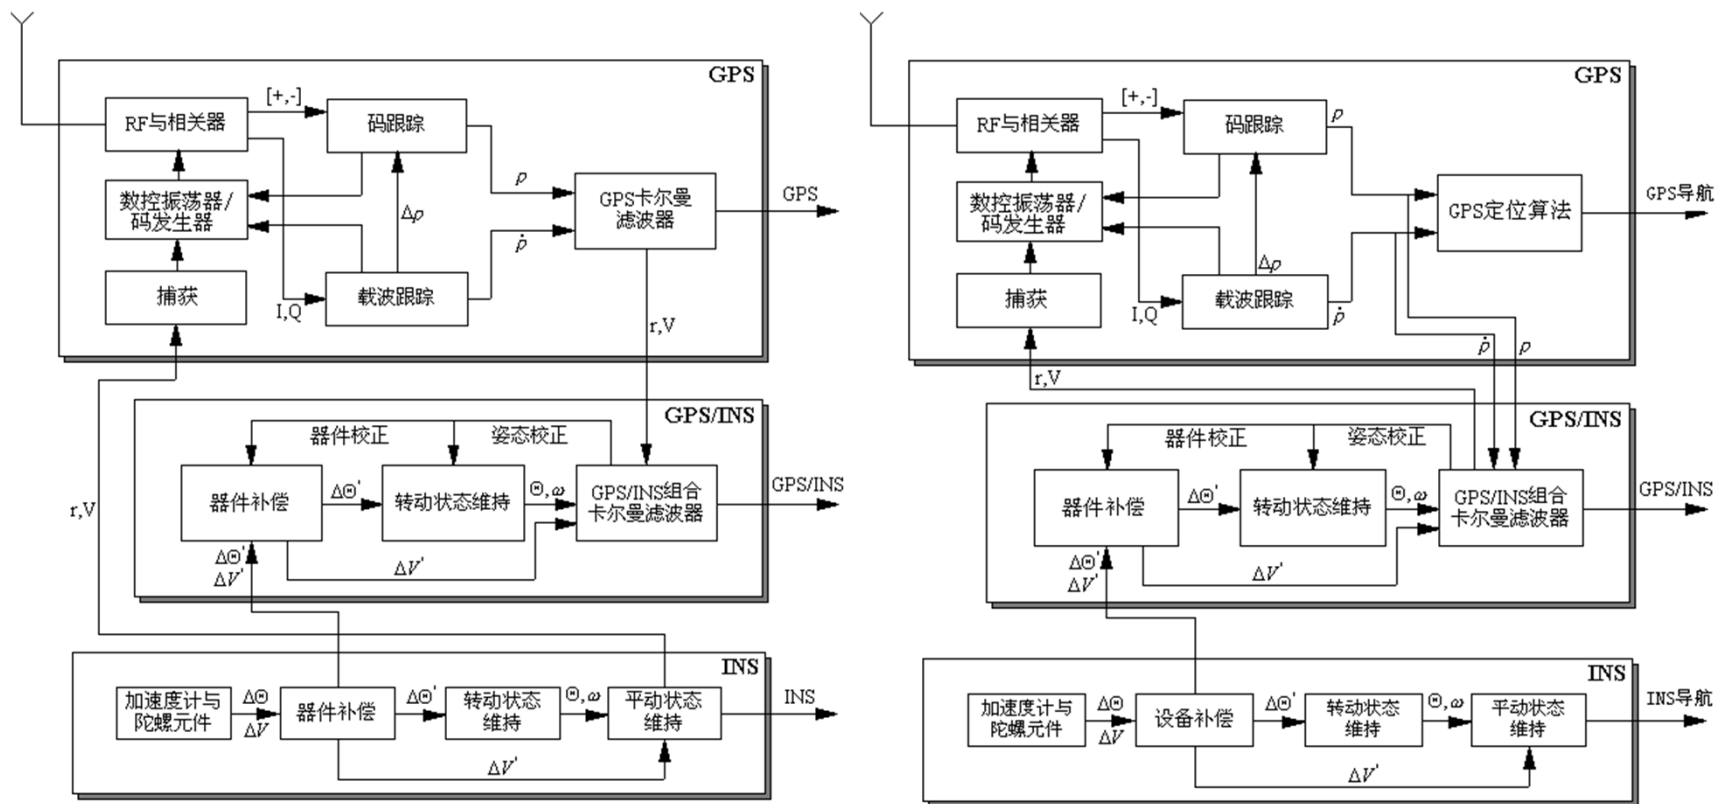 GPS
RF与相关器
[+,-]
码跟踪
数控振荡器/
码发生器
Δp
p
ṗ
GPS卡尔曼
滤波器
GPS
捕获
I,Q
载波跟踪
r,V
GPS/INS
器件校正
姿态校正
器件补偿
ΔΘ'
转动状态维持
Θ,ω
GPS/INS组合
卡尔曼滤波器
GPS/INS
r,V
ΔΘ'
ΔV'
ΔV'
INS
加速度计与
陀螺元件
ΔΘ
ΔV
器件补偿
ΔΘ'
转动状态
维持
Θ,ω
平动状态
维持
INS
ΔV'
GPS
RF与相关器
[+,-]
码跟踪
p
数控振荡器/
码发生器
Δp
GPS定位算法
GPS导航
捕获
I,Q
载波跟踪
ṗ
ṗ
p
r,V
GPS/INS
器件校正
姿态校正
器件补偿
ΔΘ'
转动状态维持
Θ,ω
GPS/INS组合
卡尔曼滤波器
GPS/INS
ΔΘ'
ΔV'
ΔV'
INS
加速度计与
陀螺元件
ΔΘ
ΔV
设备补偿
ΔΘ'
转动状态
维持
Θ,ω
平动状态
维持
INS导航
ΔV'